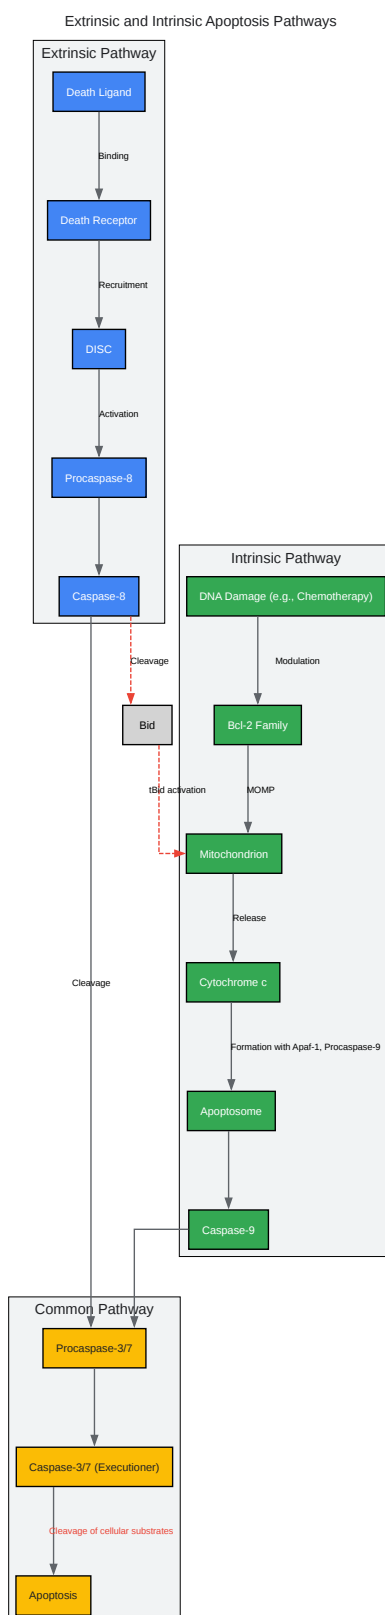 Extrinsic and Intrinsic Apoptosis Pathways
Extrinsic Pathway
Death Ligand
Binding
Death Receptor
Recruitment
DISC
Activation
Procaspase-8
Caspase-8
Cleavage
Bid
tBid activation
Cleavage
Intrinsic Pathway
DNA Damage (e.g., Chemotherapy)
Modulation
Bcl-2 Family
MOMP
Mitochondrion
Release
Cytochrome c
Formation with Apaf-1, Procaspase-9
Apoptosome
Caspase-9
Common Pathway
Procaspase-3/7
Caspase-3/7 (Executioner)
Cleavage of cellular substrates
Apoptosis